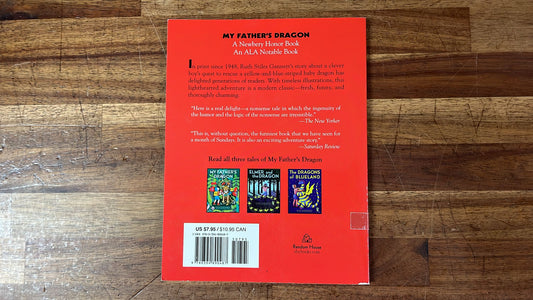 MY FATHER'S DRAGON
A Newbery Honor Book
An ALA Notable Book
In print since 1948, Ruth Stiles Gannett's story about a clever
boy's quest to rescue a yellow-and-blue-striped baby dragon has
delighted generations of readers. With timeless illustrations, this
lighthearted adventure is a modern classic—fresh, funny, and
thoroughly charming.
"Here is a real delight—a nonsense tale in which the ingenuity of
the humor and the logic of the nonsense are irresistible."
—The New Yorker
"This is, without question, the funniest book that we have seen for
a month of Sundays. It is also an exciting adventure story."
—Saturday Review
Read all three tales of My Father's Dragon
MY FATHER'S
DRAGON
ELMER and
the DRAGON
The DRAGONS
of BLUELAND
US $7.95 / $10.95 CAN
50795
Random House